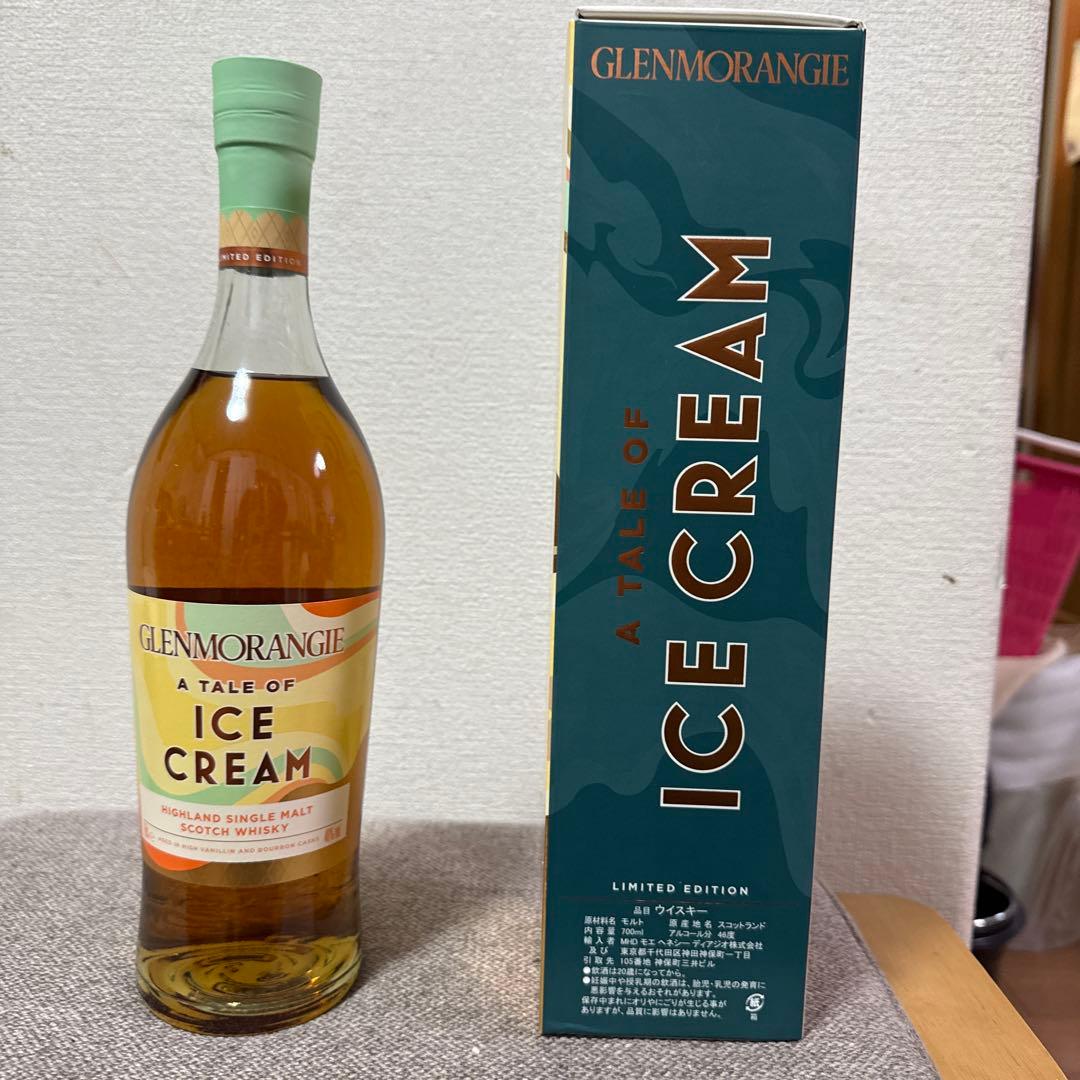 LIMITED EDITION
GLENMORANGIE
A TALE OF
ICE
CREAM
HIGHLAND SINGLE MALT
SCOTCH WHISKY
AGED IN HIGH VANILLIN AND BOURBON CASKS
GLENMORANGIE
A TALE OF
ICE CREAM
LIMITED EDITION
品目 ウイスキー
原材料名 モルト 原産地名 スコットランド
内容量 700ml アルコール分 46度
輸入者 MHD モエ ヘネシー ディアジオ株式会社
及び 東京都千代田区神田神保町一丁目
引取先 105番地 神保町三井ビル
●飲酒は20歳になってから。
●妊娠中や授乳期の飲酒は、胎児・乳児の発育に
悪影響を与えるおそれがあります。
保存中まれにオリやにごりが生じる事が
ありますが、品質に影響はありません。
紙
箱